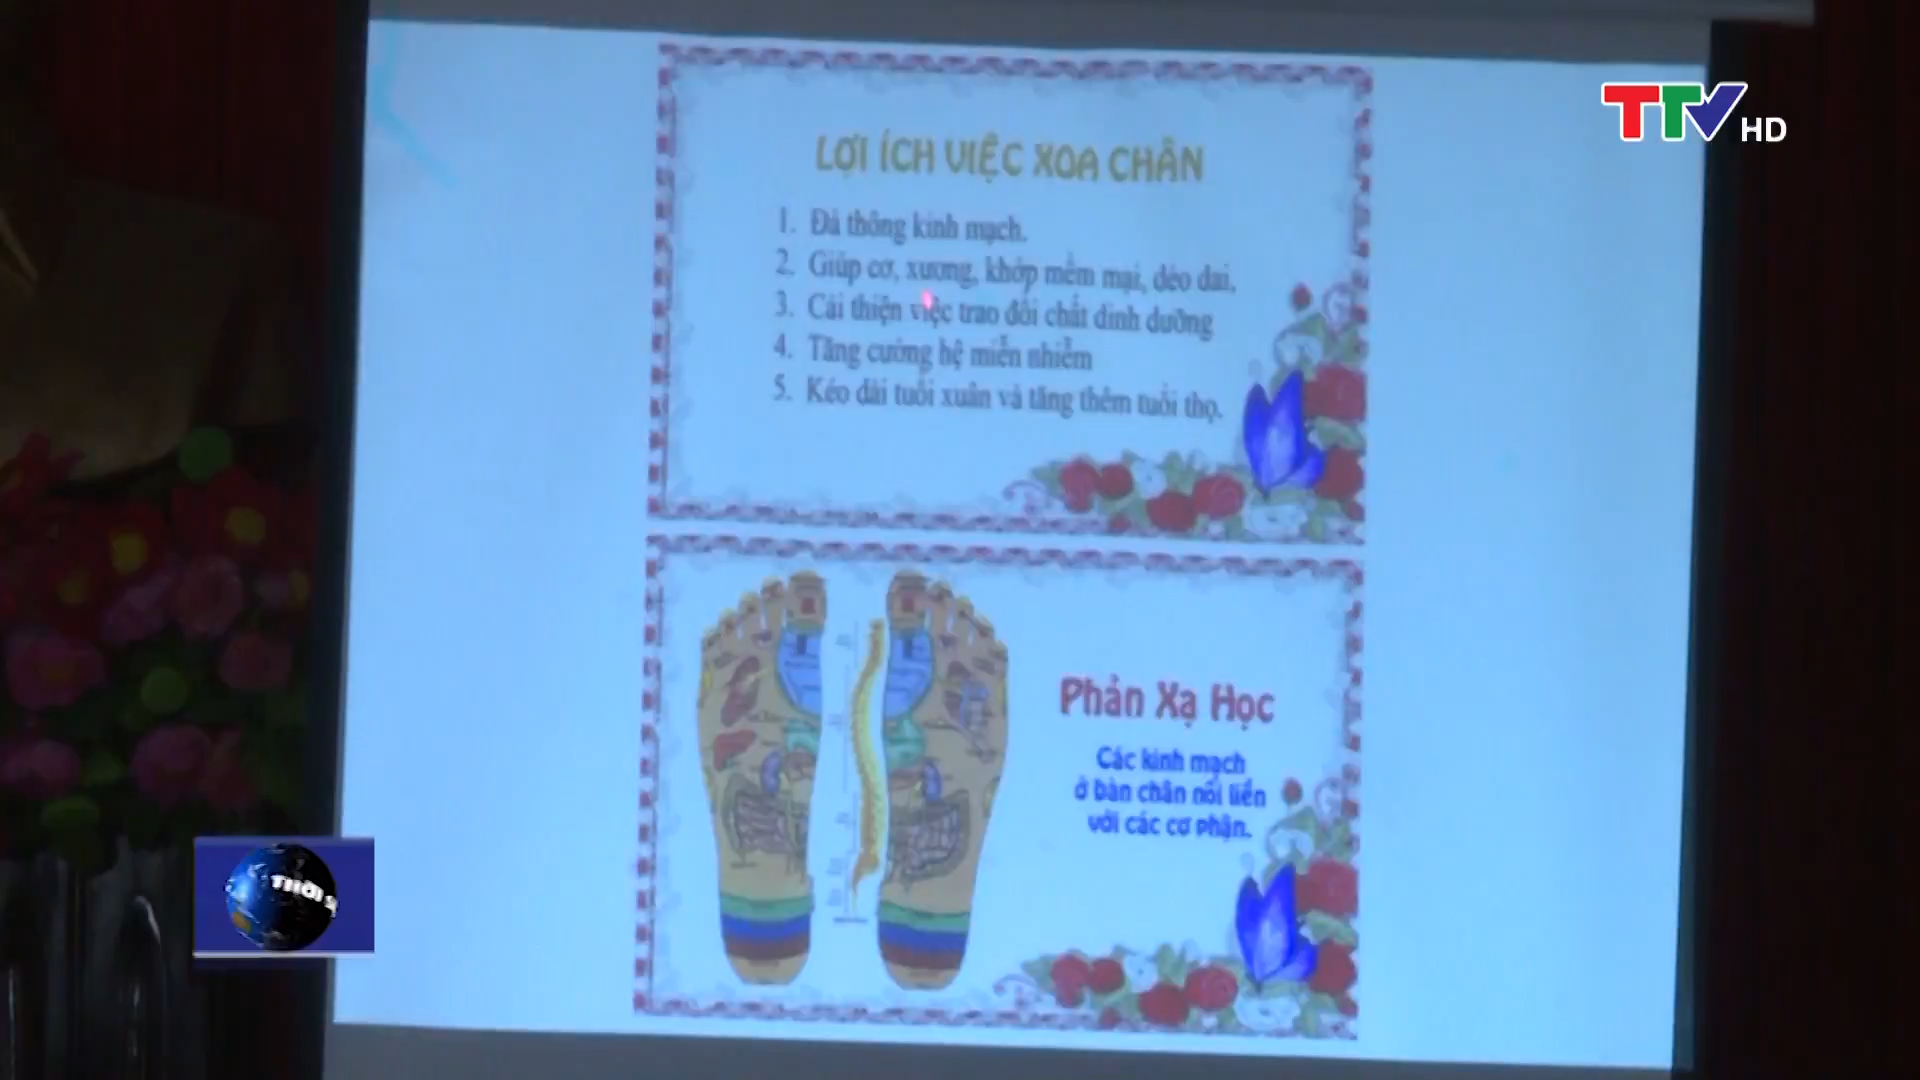 TTV HD
LỢI ÍCH VIỆC XOA CHÂN
1. Đả thông kinh mạch.
2. Giúp cơ, xương, khớp mềm mại, dẻo dai,
3. Cải thiện việc trao đổi chất dinh dưỡng
4. Tăng cường hệ miễn nhiễm
5. Kéo dài tuổi xuân và tăng thêm tuổi thọ.
Phản Xạ Học
Các kinh mạch
ở bàn chân nối liền
với các cơ phận.
THỜI S